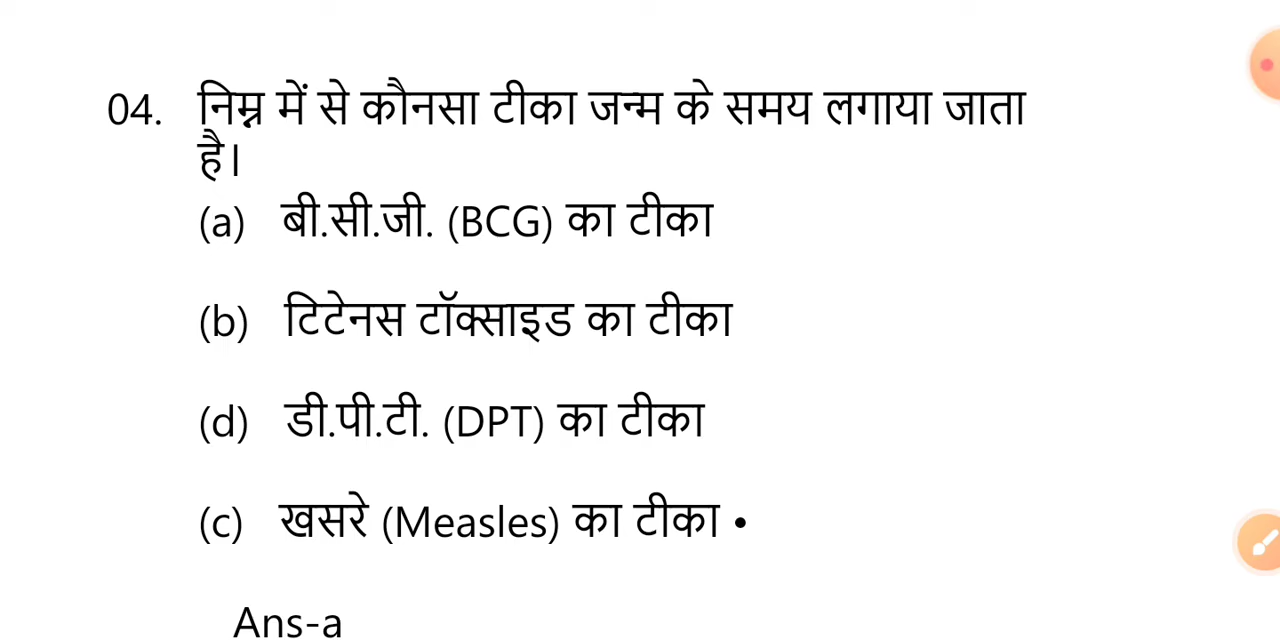 04. निम्न में से कौनसा टीका जन्म के समय लगाया जाता
है।
(a) बी.सी.जी. (BCG) का टीका
(b) टिटेनस टॉक्साइड का टीका
(d) डी.पी.टी. (DPT) का टीका
(c) खसरे (Measles) का टीका •
Ans-a